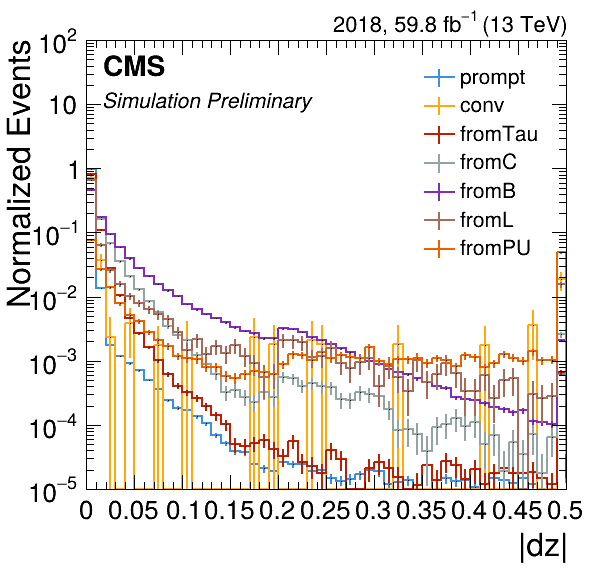 2018, 59.8 fb⁻¹ (13 TeV)
CMS
Simulation Preliminary
prompt
conv
fromTau
fromC
fromB
fromL
fromPU
Normalized Events
10²
10
1
10⁻¹
10⁻²
10⁻³
10⁻⁴
10⁻⁵
0 0.05 0.1 0.15 0.2 0.25 0.3 0.35 0.4 0.45 0.5
|dz|